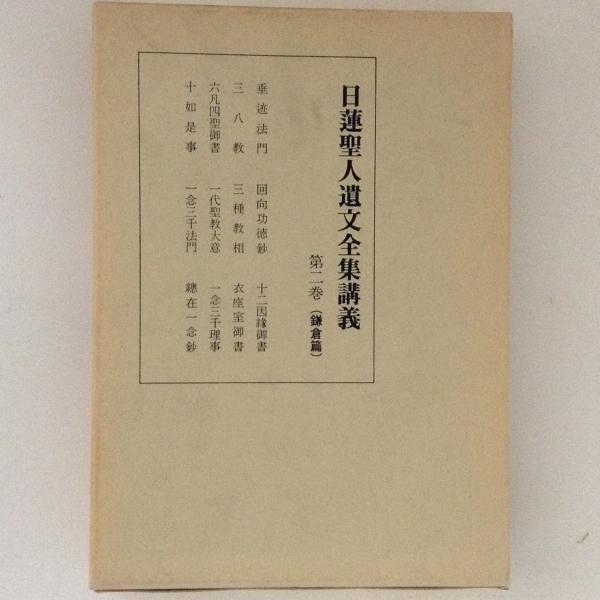 日蓮聖人遺文全集講義
第二巻(鎌倉篇)
垂迹法門 回向功徳鈔 十二因縁御書
三八教 三種教相 衣座室御書
六凡四聖御書 一代聖教大意 一念三千理事
十如是事 一念三千法門 總在一念鈔